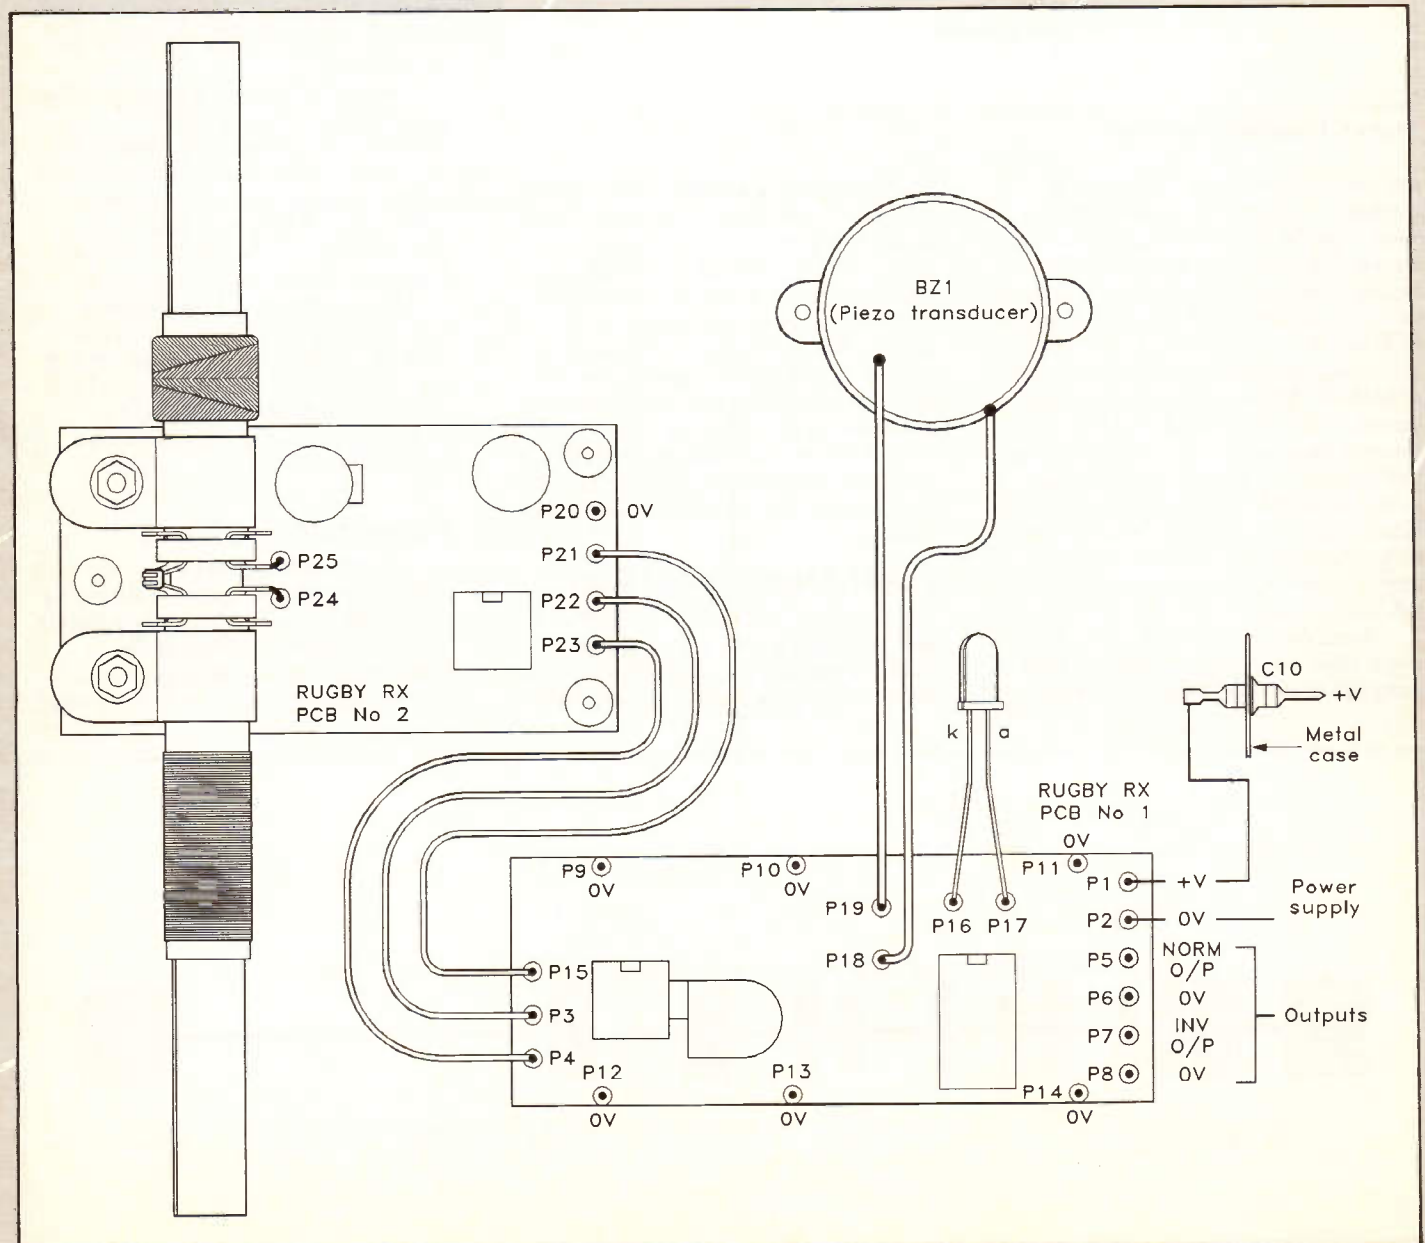 BZ1
(Piezo transducer)
P20
0V
P21
P25
P24
P22
P23
RUGBY RX
PCB No 2
k
a
C10
+V
Metal
case
RUGBY RX
PCB No 1
0V
P9
0V
P10
0V
P11
P1
+V
Power
supply
P19
P16
P17
P2
0V
P18
P5
NORM
O/P
P15
P6
0V
Outputs
P3
P7
INV
O/P
P4
P12
P13
P8
0V
P14
0V
0V
0V